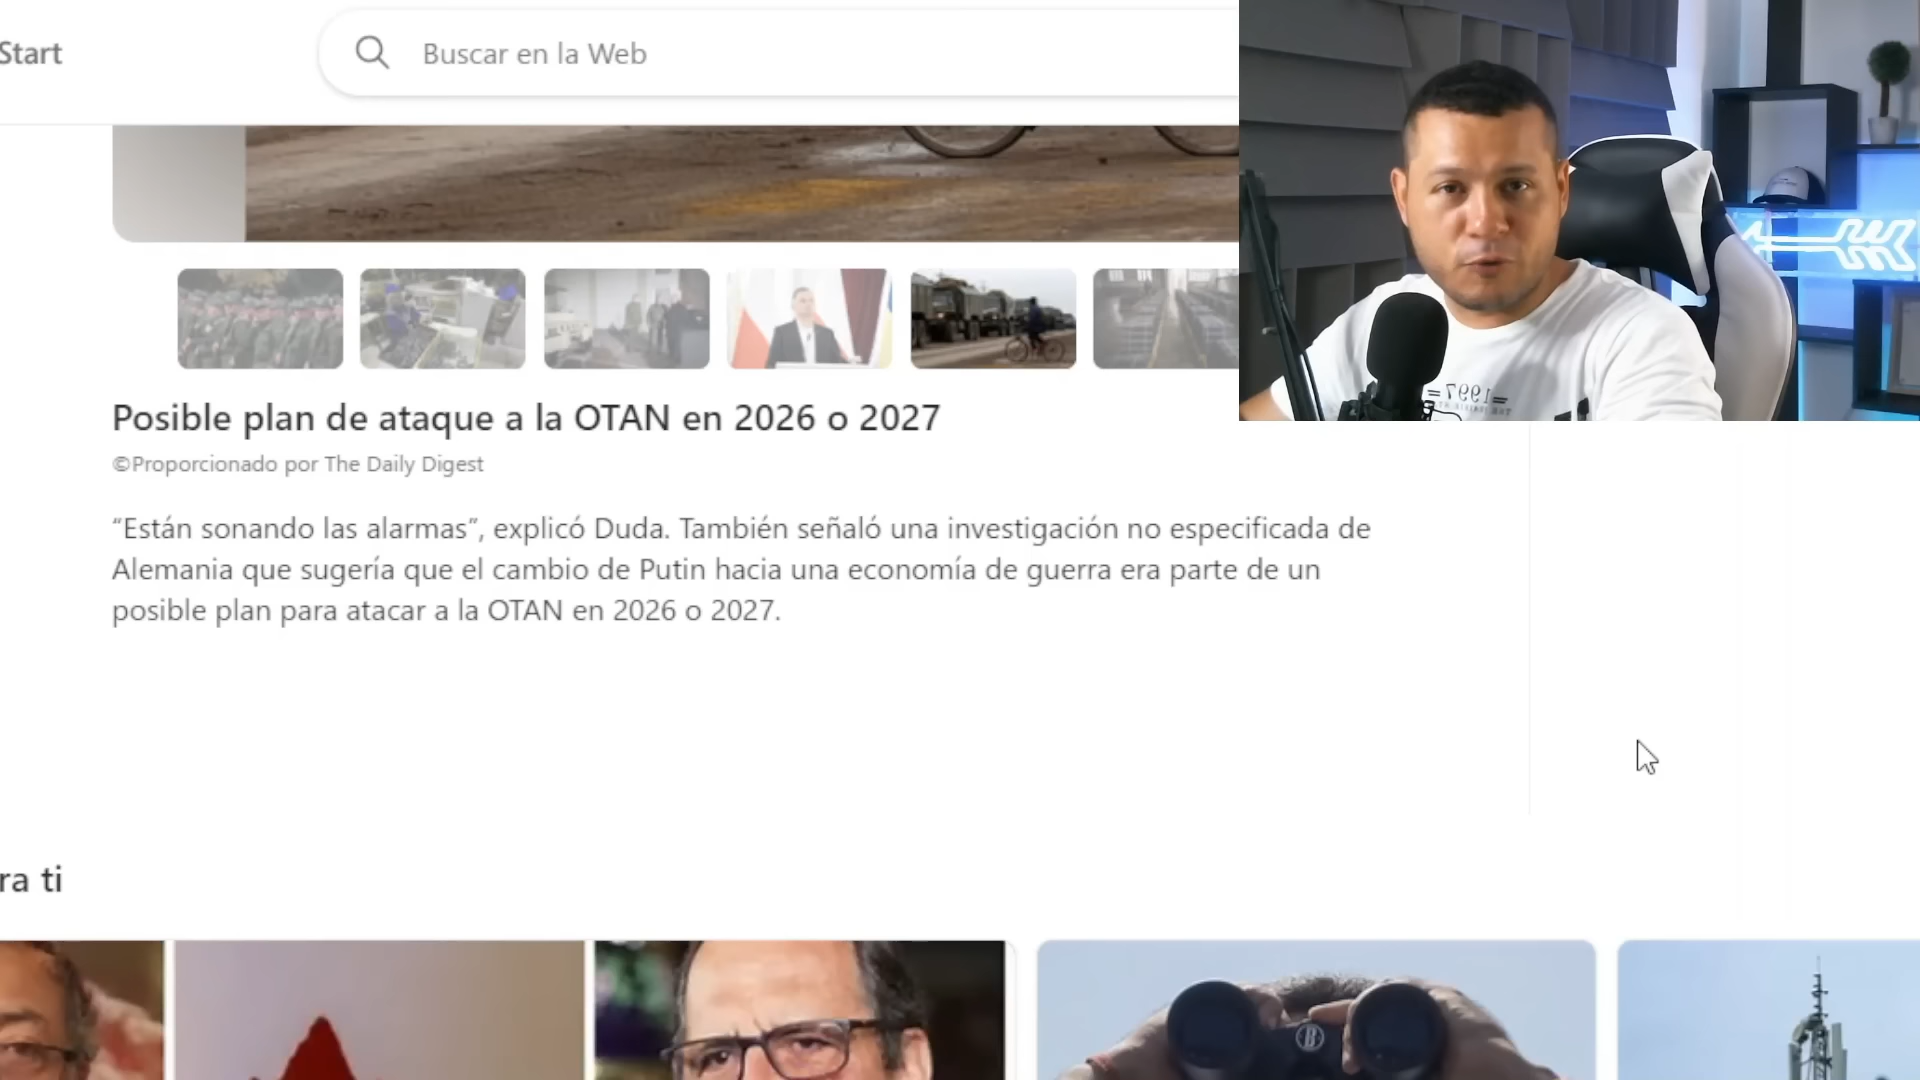 Start
Buscar en la Web
Posible plan de ataque a la OTAN en 2026 o 2027
©Proporcionado por The Daily Digest
“Están sonando las alarmas”, explicó Duda. También señaló una investigación no especificada de
Alemania que sugería que el cambio de Putin hacia una economía de guerra era parte de un
posible plan para atacar a la OTAN en 2026 o 2027.
ra ti
=1997=